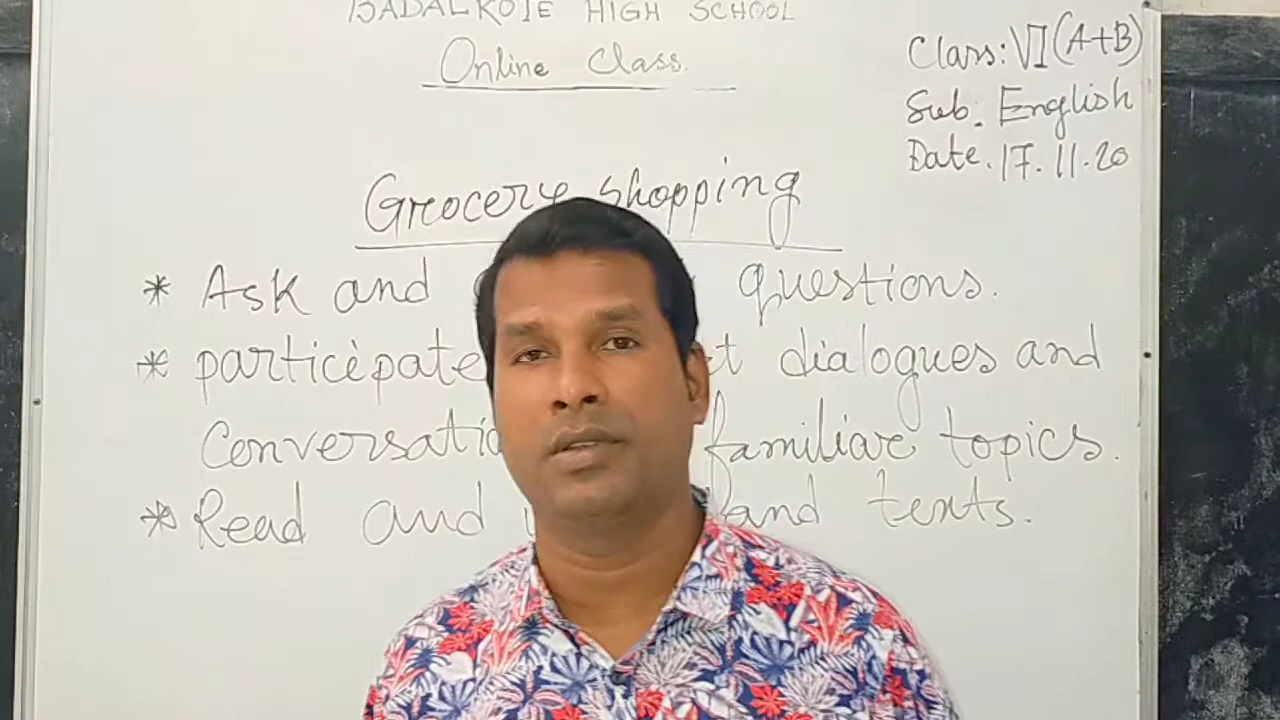 BADALKOTE HIGH SCHOOL
Online Class.
Class: VI (A+B)
Sub: English
Date. 17.11.20
Grocery shopping
* Ask and questions.
* participate dialogues and
familiar topics.
* Read and texts.